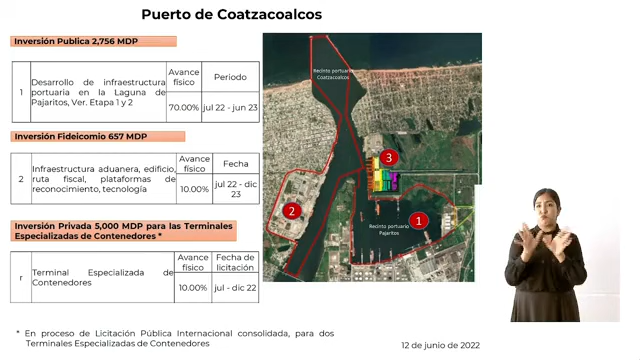 Puerto de Coatzacoalcos
Inversión Publica 2,756 MDP
Avance físico
Periodo
1
Desarrollo de infraestructura
portuaria en la Laguna de
Pajaritos, Ver. Etapa 1 y 2
70.00%
jul 22 - jun 23
Inversión Fideicomio 657 MDP
Avance físico
Fecha
2
Infraestructura aduanera, edificio,
ruta fiscal, plataformas de
reconocimiento, tecnología
10.00%
jul 22 - dic 23
Inversión Privada 5,000 MDP para las Terminales
Especializadas de Contenedores *
Avance físico
Fecha de licitación
r
Terminal Especializada de
Contenedores
10.00%
jul - dic 22
* En proceso de Licitación Pública Internacional consolidada, para dos
Terminales Especializadas de Contenedores
Recinto portuario
Coatzacoalcos
3
2
1
Recinto portuario
Pajaritos
12 de junio de 2022